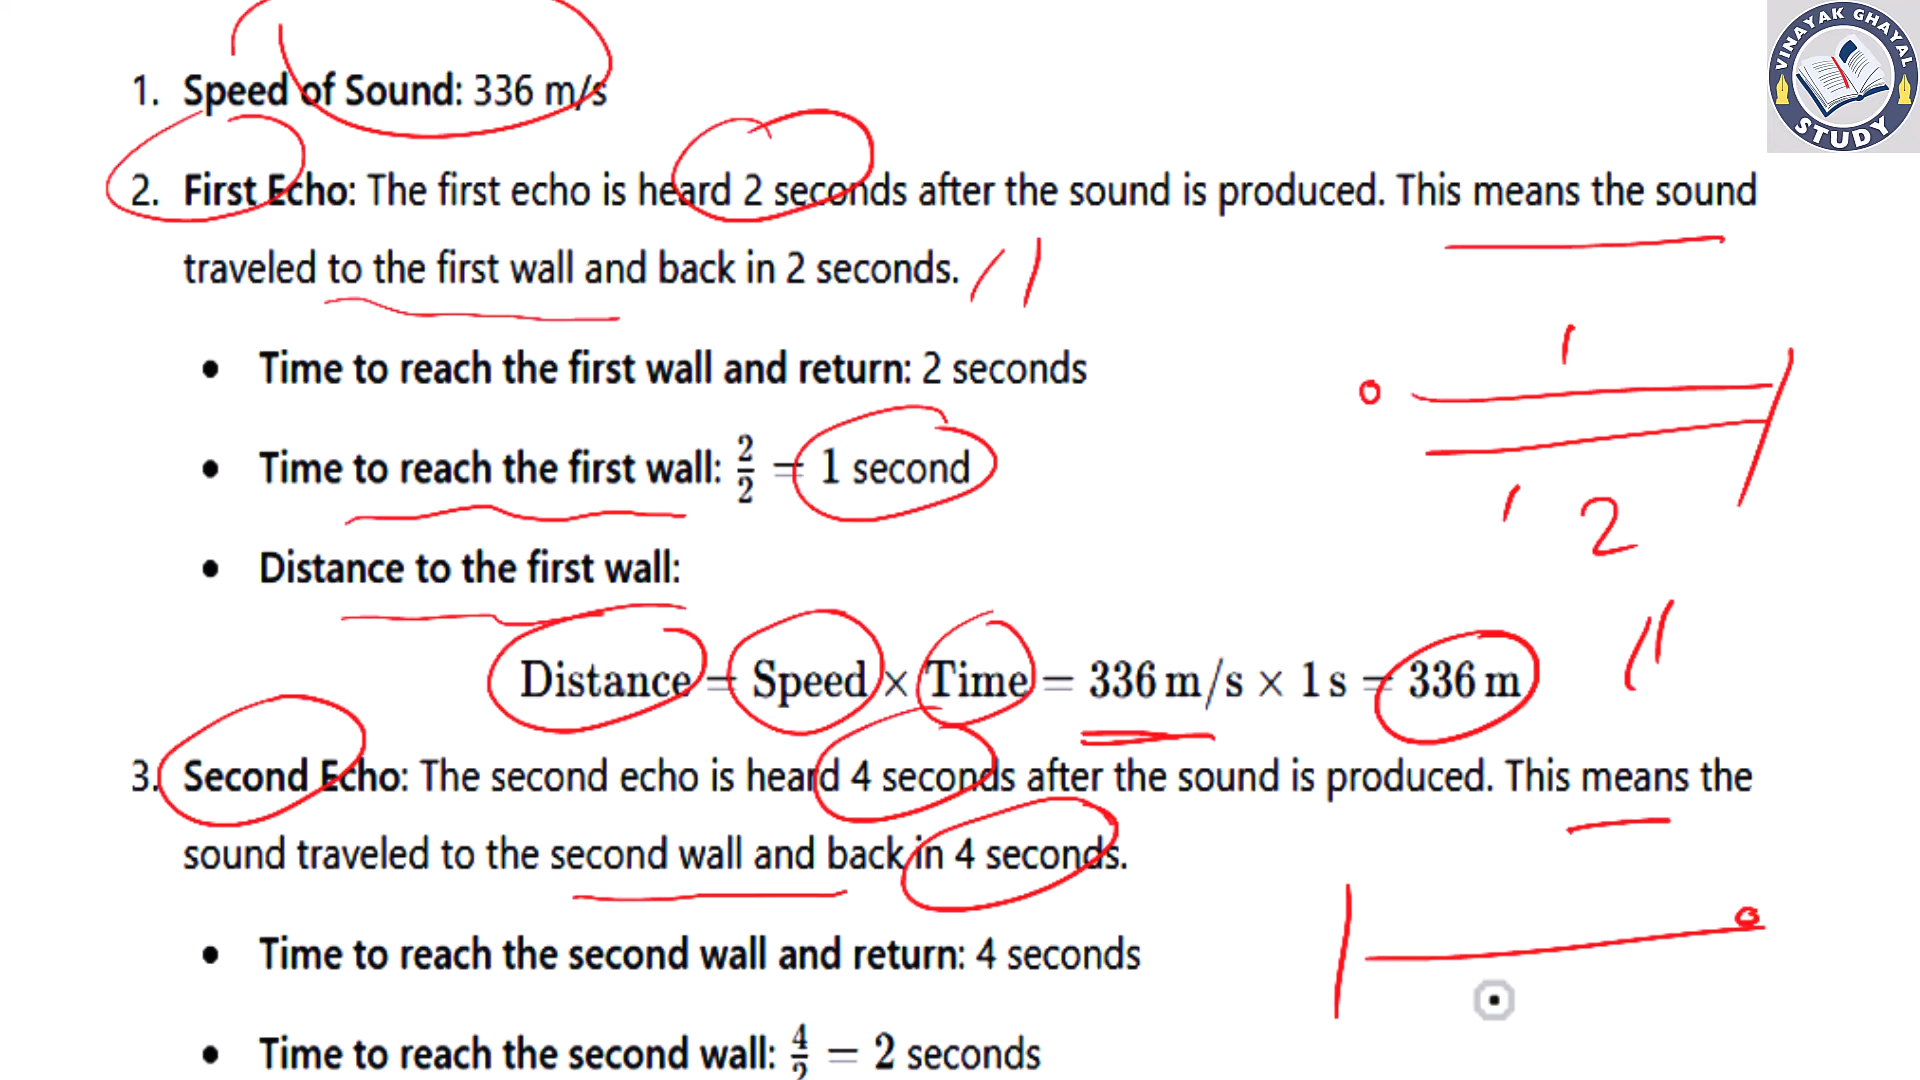 VINAYAK GHAYAL
STUDY
1. Speed of Sound: 336 m/s
2. First Echo: The first echo is heard 2 seconds after the sound is produced. This means the sound
traveled to the first wall and back in 2 seconds.
• Time to reach the first wall and return: 2 seconds
1
• Time to reach the first wall: 2/2 = 1 second
1 2
• Distance to the first wall:
Distance = Speed × Time = 336 m/s × 1 s = 336 m
3. Second Echo: The second echo is heard 4 seconds after the sound is produced. This means the
sound traveled to the second wall and back in 4 seconds.
• Time to reach the second wall and return: 4 seconds
• Time to reach the second wall: 4/2 = 2 seconds